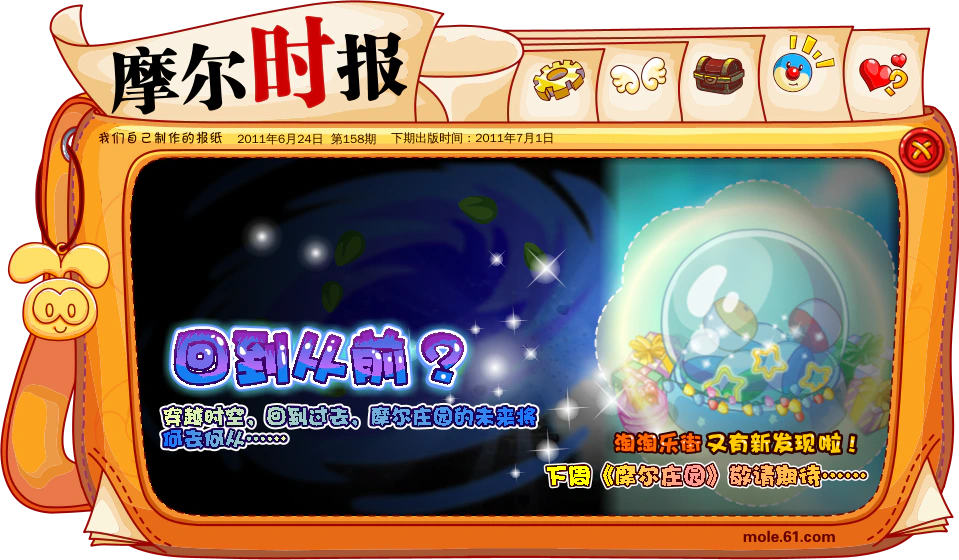 摩尔时报
我们自己制作的报纸 2011年6月24日 第158期 下期出版时间：2011年7月1日
回到从前？
穿越时空，回到过去，摩尔庄园的未来将
何去何从……
淘淘乐街又有新发现啦！
下周《摩尔庄园》敬请期待……
mole.61.com